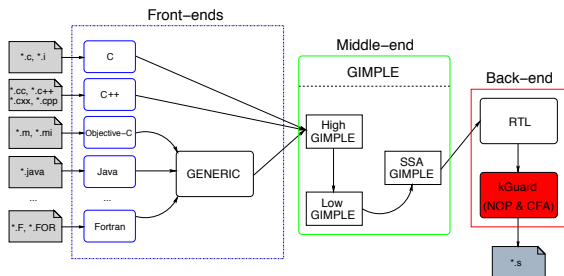 Front-ends
*.c, *.i
C
*.cc, *.c++
*.cxx, *.cpp
C++
*.m, *.mi
Objective-C
*.java
Java
...
...
*.F, *.FOR
Fortran
GENERIC
Middle-end
GIMPLE
High
GIMPLE
Low
GIMPLE
SSA
GIMPLE
Back-end
RTL
kGuard
(NOP & CFA)
*.s